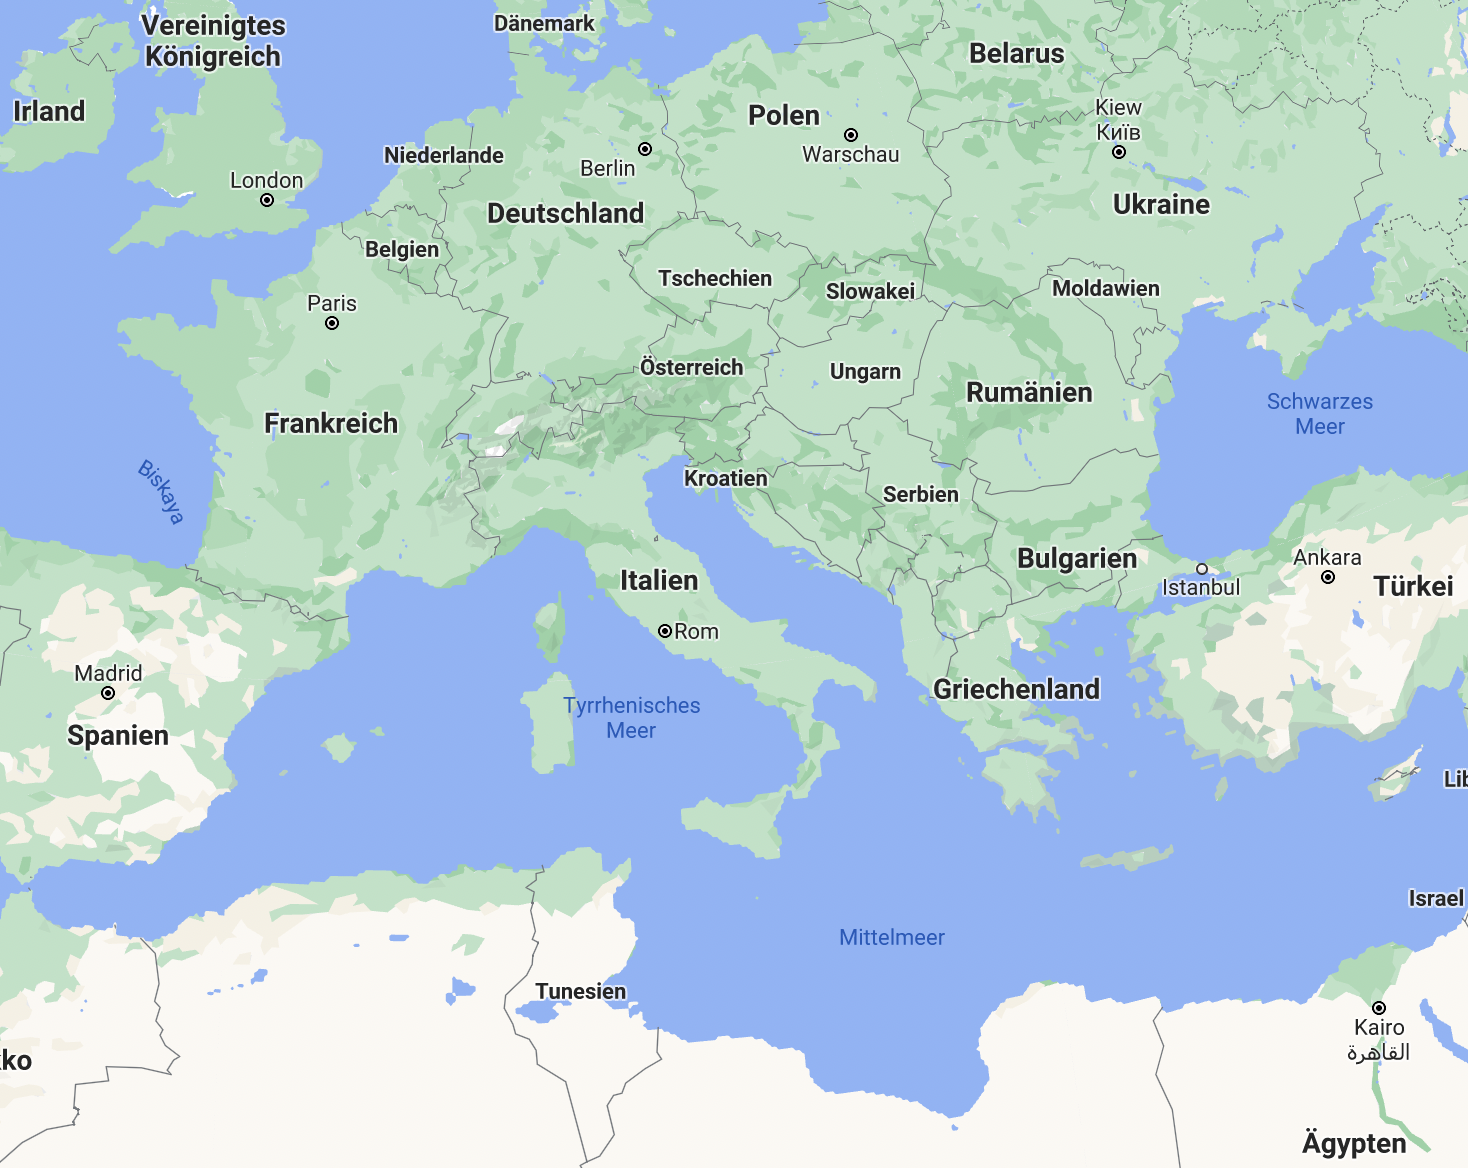 Vereinigtes
Königreich
Dänemark
Belarus
Irland
Polen
Kiew
Київ
Niederlande
Berlin
Warschau
London
Deutschland
Ukraine
Belgien
Tschechien
Slowakei
Moldawien
Paris
Österreich
Ungarn
Rumänien
Schwarzes
Meer
Frankreich
Biskaya
Kroatien
Serbien
Bulgarien
Ankara
Istanbul
Türkei
Italien
Rom
Madrid
Spanien
Tyrrhenisches
Meer
Griechenland
Lib
Israel
Mittelmeer
Tunesien
Kairo
القاهرة
kko
Ägypten